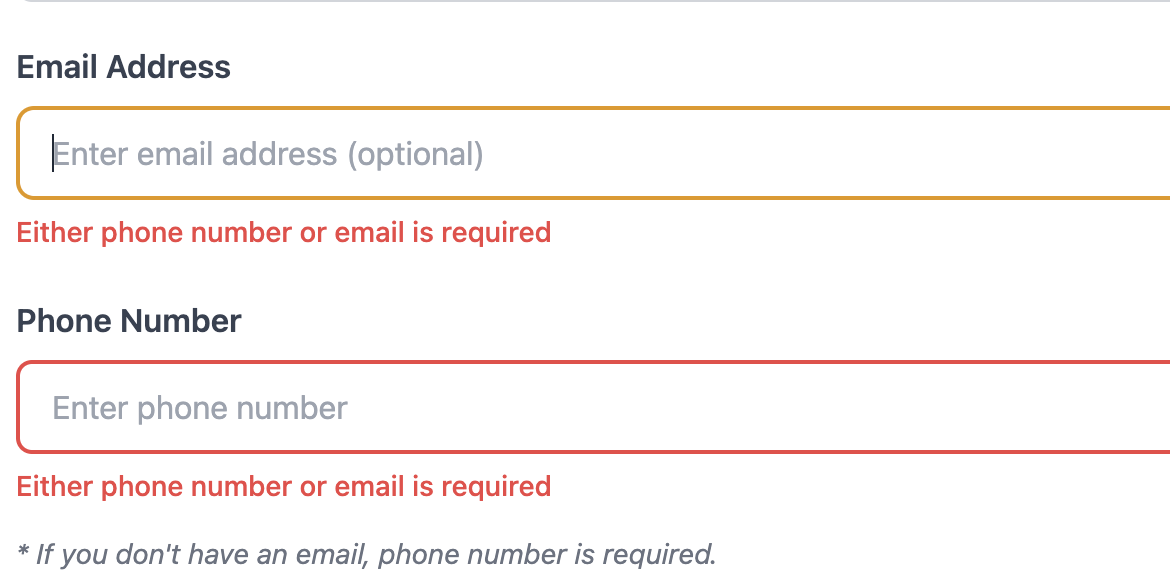 Email Address
Enter email address (optional)
Either phone number or email is required
Phone Number
Enter phone number
Either phone number or email is required
* If you don't have an email, phone number is required.